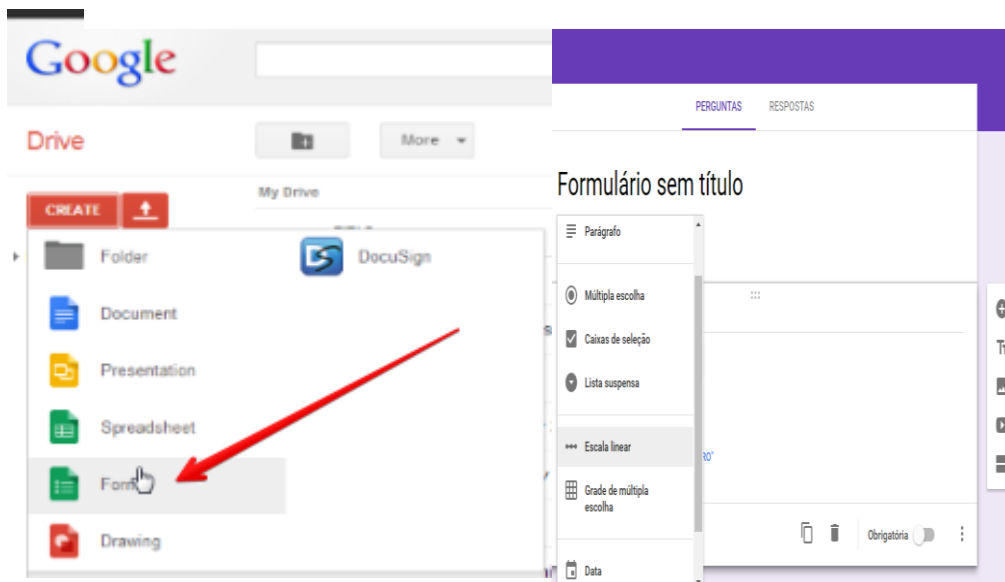 Google
Drive
More
My Drive
CREATE
Folder
DocuSign
Document
Presentation
Spreadsheet
Form
Drawing
PERGUNTAS RESPOSTAS
Formulário sem título
Parágrafo
Múltipla escolha
Caixas de seleção
Lista suspensa
Escala linear
Grade de múltipla
escolha
Data
Obrigatória